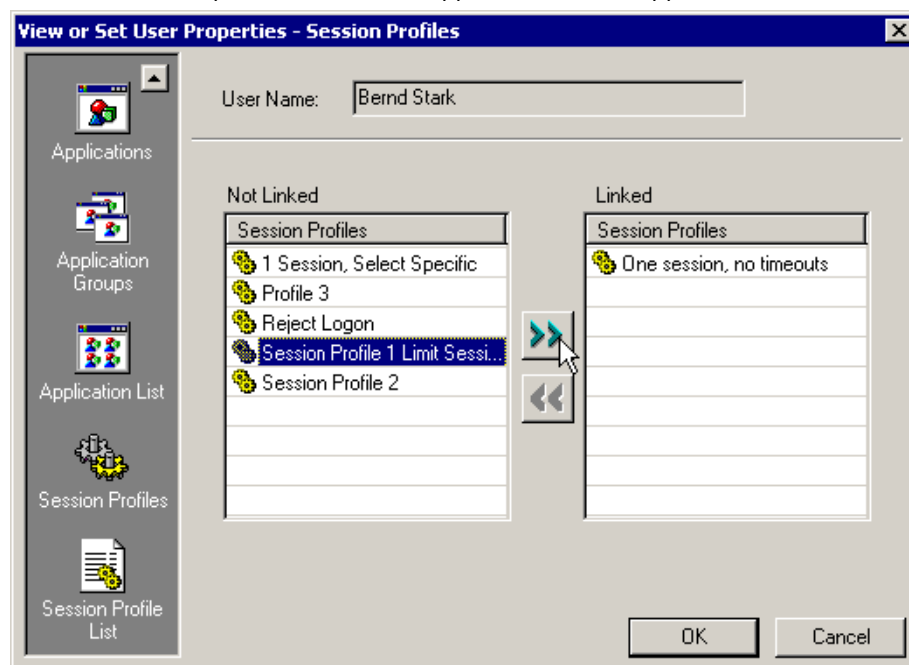 View or Set User Properties - Session Profiles
User Name: Bernd Stark
Applications
Application
Groups
Application List
Session Profiles
Session Profile
List
Not Linked
Session Profiles
1 Session, Select Specific
Profile 3
Reject Logon
Session Profile 1 Limit Sessi...
Session Profile 2
Linked
Session Profiles
One session, no timeouts
OK
Cancel